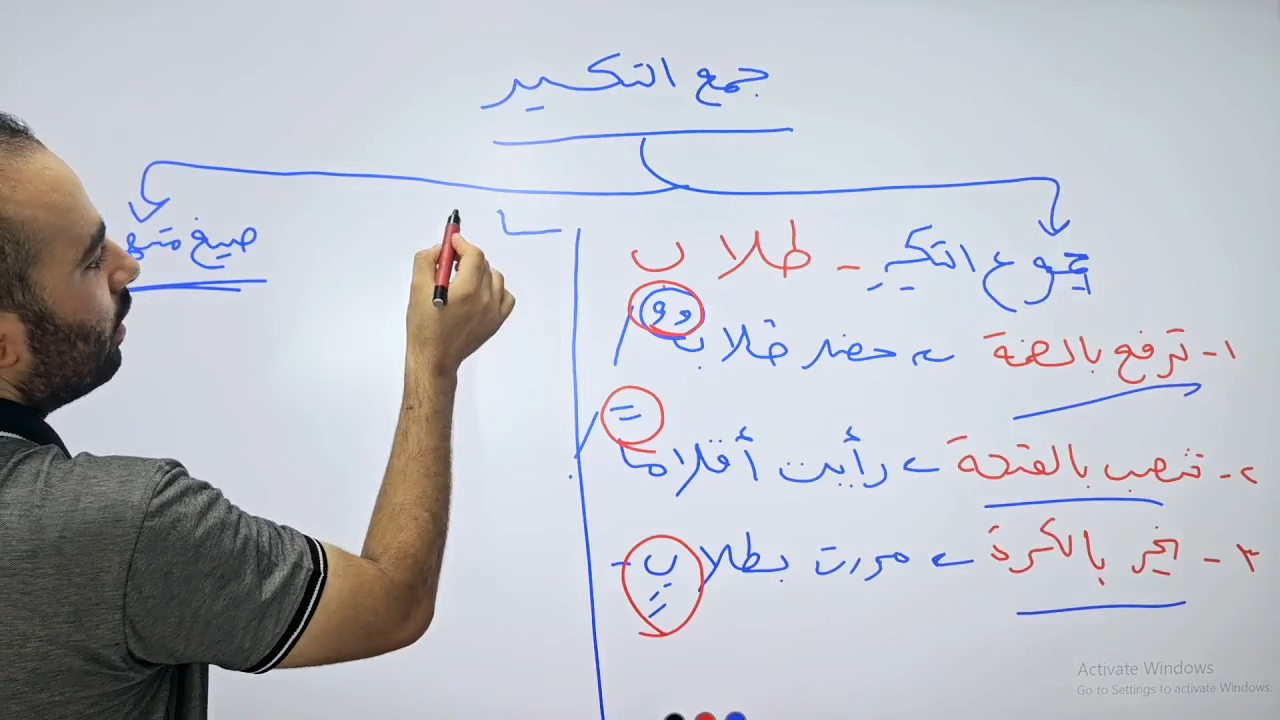 جمع التكسير
جموع التكسير - طلاب
صيغ منتهـ
١- ترفع بالضمة ← حضر طلاب
٢- تنصب بالفتحة ← رأيت أقلاما
٣- تجر بالكسرة ← مررت بطلاب
Activate Windows
Go to Settings to activate Windows.